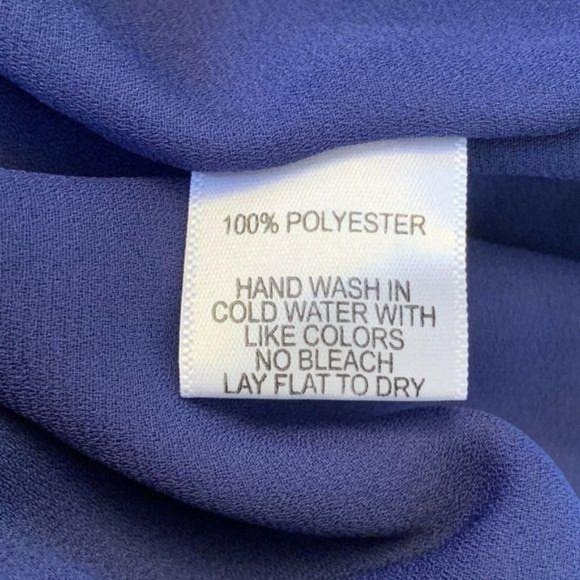 100% POLYESTER
HAND WASH IN
COLD WATER WITH
LIKE COLORS
NO BLEACH
LAY FLAT TO DRY